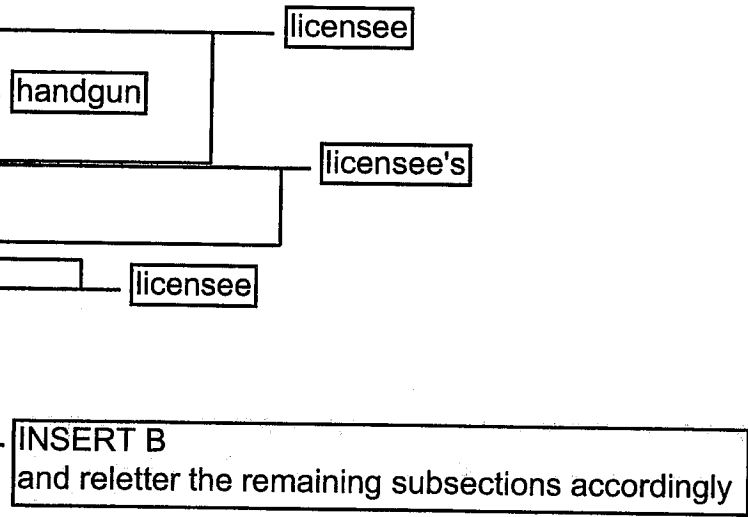 licensee
handgun
licensee's
licensee
INSERT B
and reletter the remaining subsections accordingly